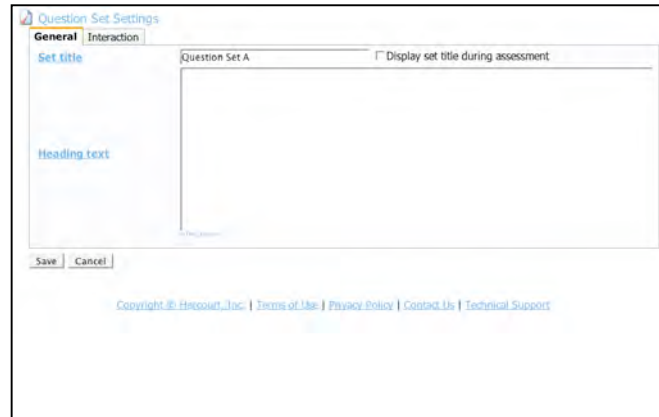 Question Set Settings
General Interaction
Set title Question Set A Display set title during assessment
Heading text
Save Cancel
Copyright © Harcourt, Inc. | Terms of Use | Privacy Policy | Contact Us | Technical Support